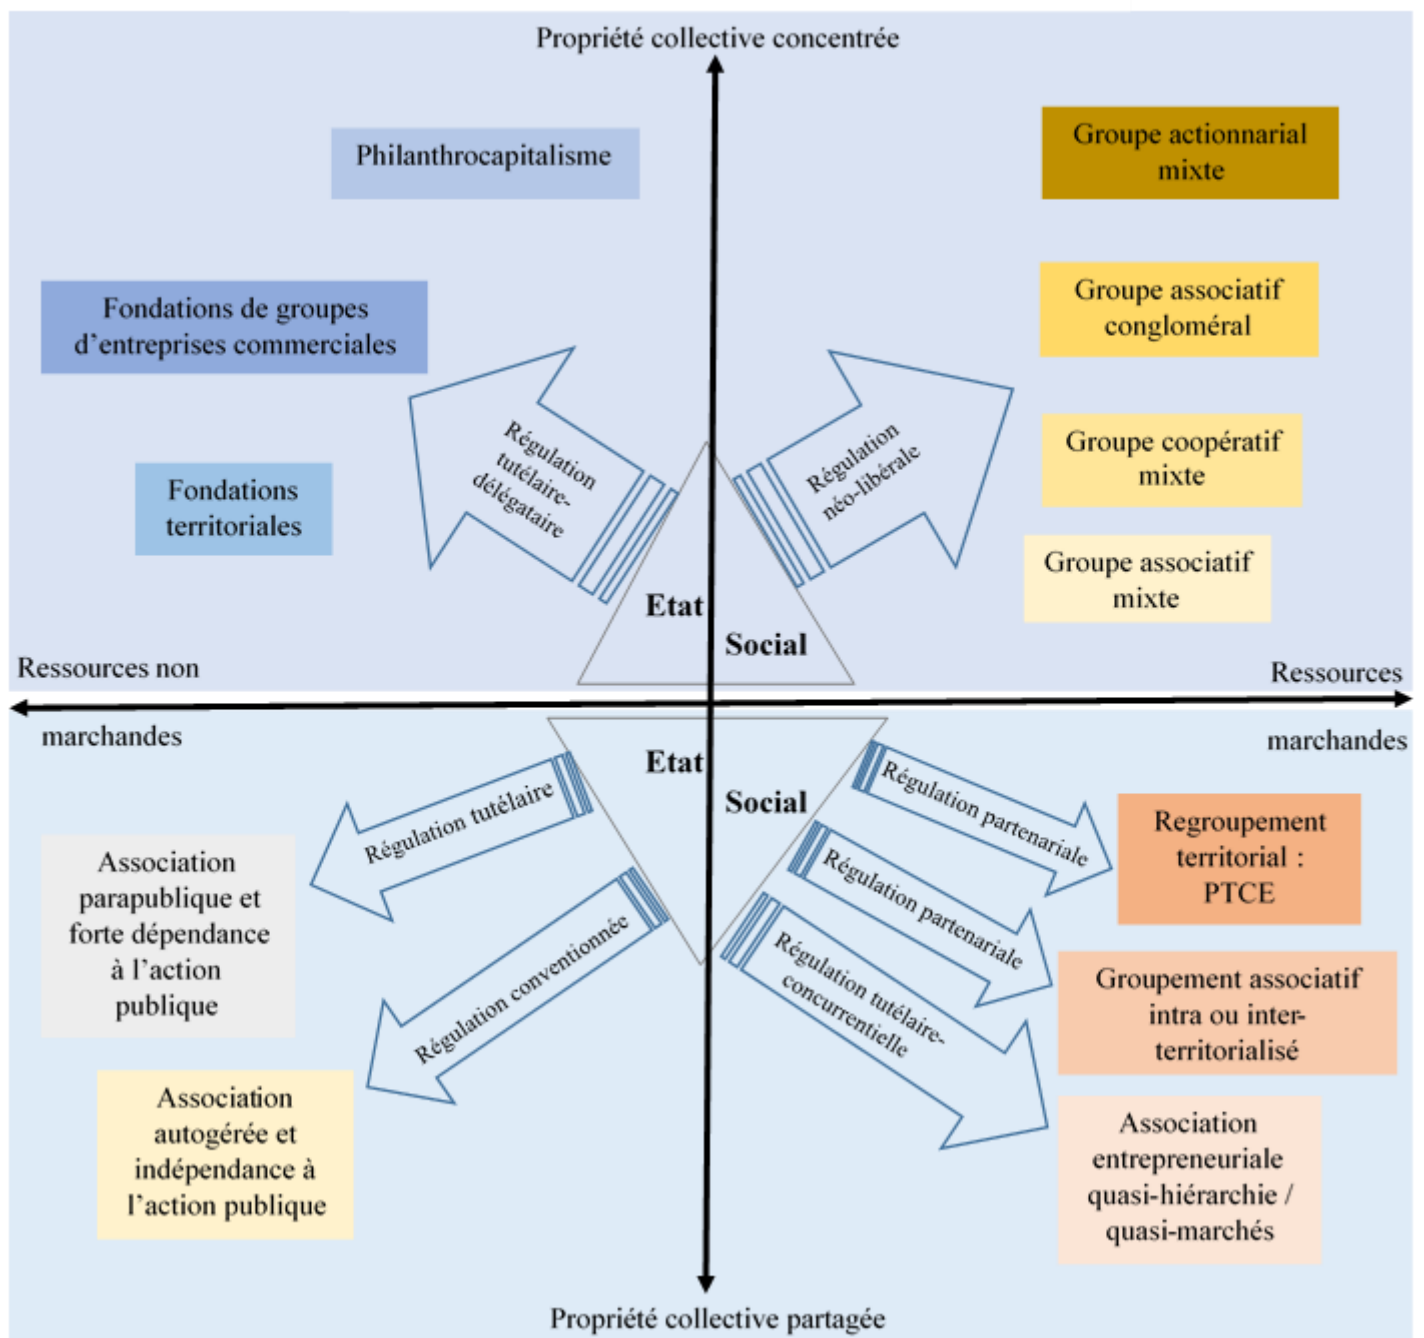 Propriété collective concentrée
Philanthrocapitalisme
Groupe actionnarial
mixte
Fondations de groupes
d’entreprises commerciales
Groupe associatif
congloméral
Régulation
tutélaire-
délégataire
Régulation
néo-libérale
Groupe coopératif
mixte
Fondations
territoriales
Groupe associatif
mixte
Etat
Social
Ressources non
Ressources
marchandes
marchandes
Etat
Social
Régulation tutélaire
Régulation partenariale
Regroupement
territorial :
PTCE
Association
parapublique et
forte dépendance
à l’action
publique
Régulation conventionnée
Régulation partenariale
Régulation tutélaire-
concurrentielle
Groupement associatif
intra ou inter-
territorialisé
Association
autogérée et
indépendance à
l’action publique
Association
entrepreneuriale
quasi-hiérarchie /
quasi-marchés
Propriété collective partagée